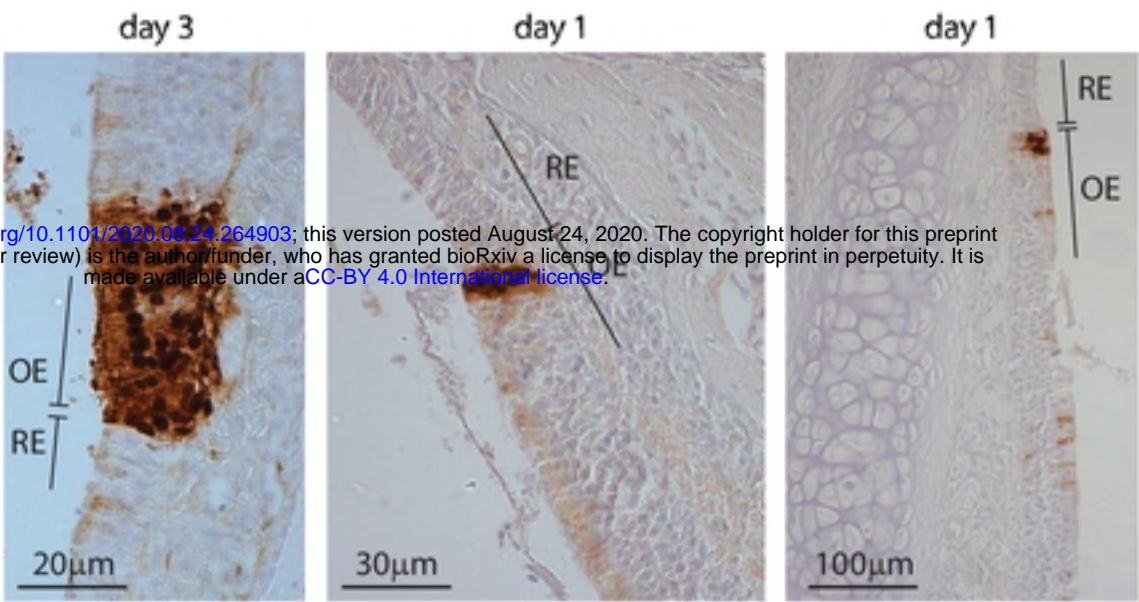 day 3
day 1
day 1
RE
RE
OE
rg/10.1101/2020.08.24.264903; this version posted August 24, 2020. The copyright holder for this preprint
r review) is the author/funder, who has granted bioRxiv a license to display the preprint in perpetuity. It is
OE
made available under aCC-BY 4.0 International license.
OE
RE
20μm
30μm
100μm